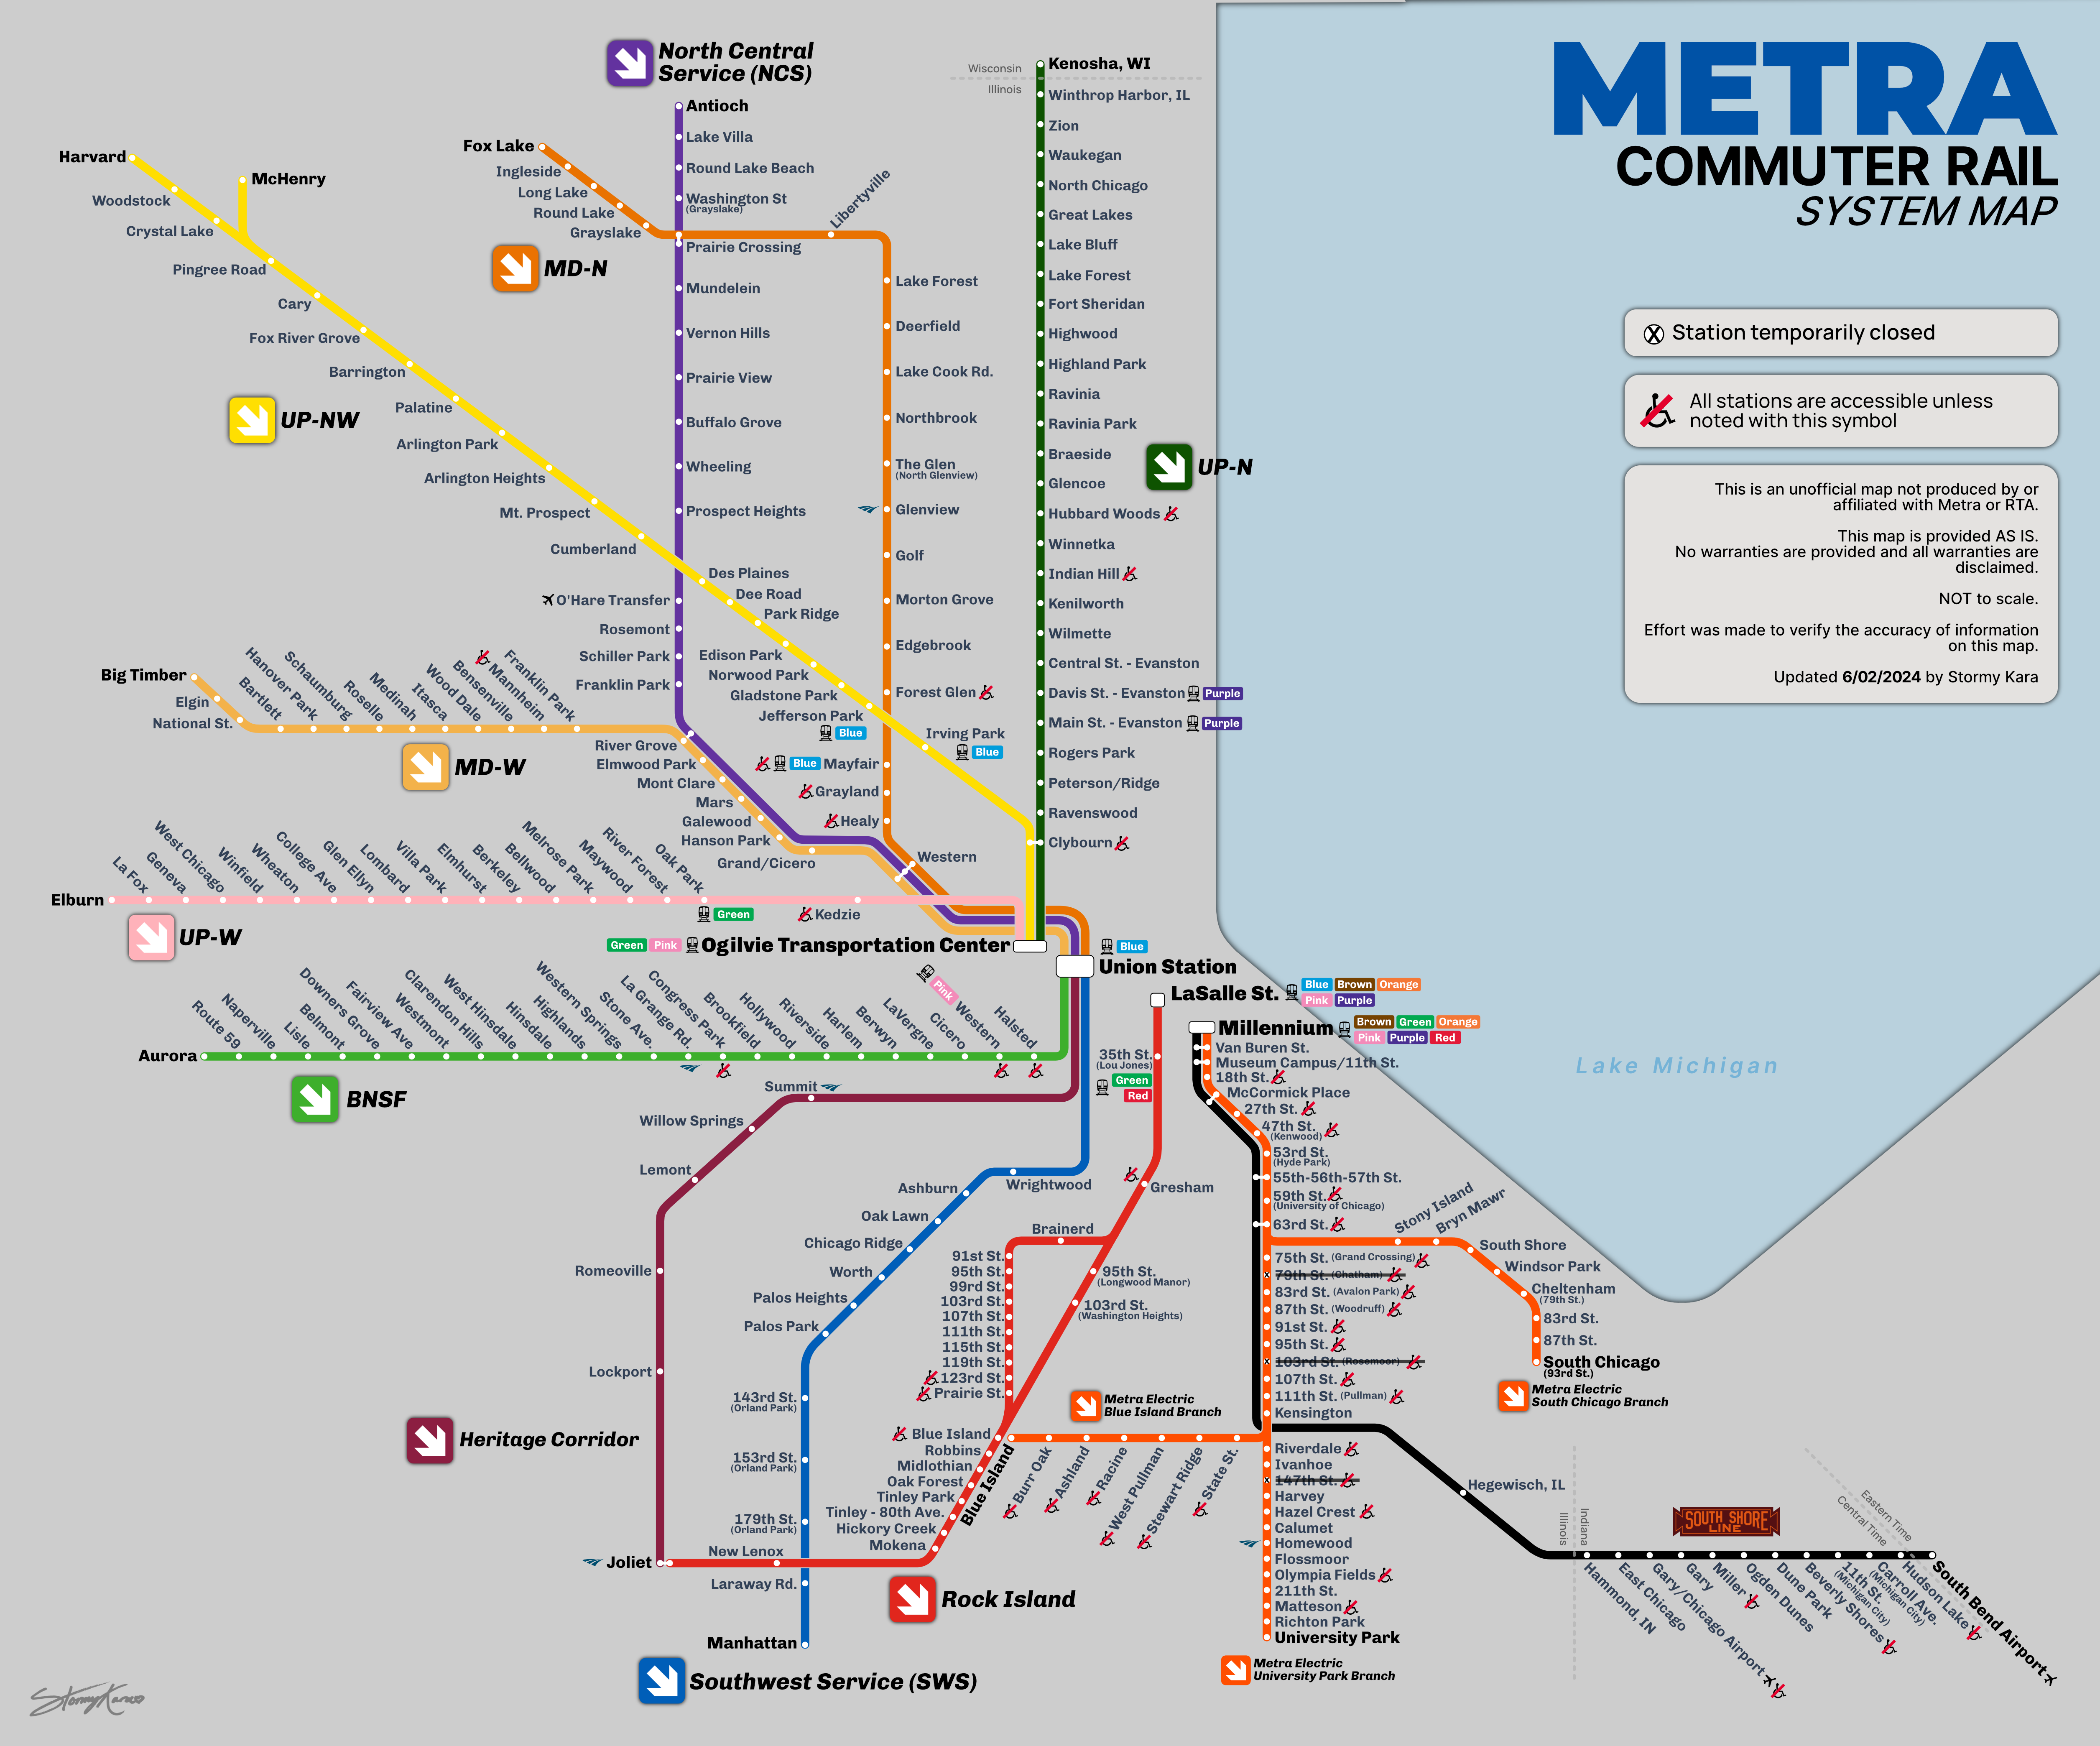 METRA
COMMUTER RAIL
SYSTEM MAP
Station temporarily closed
All stations are accessible unless
noted with this symbol
This is an unofficial map not produced by or
affiliated with Metra or RTA.
This map is provided AS IS.
No warranties are provided and all warranties are
disclaimed.
NOT to scale.
Effort was made to verify the accuracy of information
on this map.
Updated 6/02/2024 by Stormy Kara
Lake Michigan
North Central
Service (NCS)
Antioch
Lake Villa
Round Lake Beach
Washington St
(Grayslake)
Prairie Crossing
Mundelein
Vernon Hills
Prairie View
Buffalo Grove
Wheeling
Prospect Heights
O'Hare Transfer
Rosemont
Schiller Park
Franklin Park
Wisconsin
Illinois
Kenosha, WI
Winthrop Harbor, IL
Zion
Waukegan
North Chicago
Great Lakes
Lake Bluff
Lake Forest
Fort Sheridan
Highwood
Highland Park
Ravinia
Ravinia Park
Braeside
Glencoe
Hubbard Woods
Winnetka
Indian Hill
Kenilworth
Wilmette
Central St. - Evanston
Davis St. - Evanston
Purple
Main St. - Evanston
Purple
Rogers Park
Peterson/Ridge
Ravenswood
Clybourn
UP-N
Fox Lake
Ingleside
Long Lake
Round Lake
Grayslake
MD-N
Libertyville
Lake Forest
Deerfield
Lake Cook Rd.
Northbrook
The Glen
(North Glenview)
Glenview
Golf
Morton Grove
Edgebrook
Forest Glen
Blue
Mayfair
Grayland
Healy
Western
Harvard
McHenry
Woodstock
Crystal Lake
Pingree Road
Cary
Fox River Grove
Barrington
Palatine
UP-NW
Arlington Park
Arlington Heights
Mt. Prospect
Cumberland
Des Plaines
Dee Road
Park Ridge
Edison Park
Norwood Park
Gladstone Park
Jefferson Park
Blue
Irving Park
Blue
Big Timber
Elgin
National St.
Bartlett
Hanover Park
Schaumburg
Roselle
Medinah
Itasca
Wood Dale
Bensenville
Mannheim
Franklin Park
MD-W
River Grove
Elmwood Park
Mont Clare
Mars
Galewood
Hanson Park
Grand/Cicero
Elburn
La Fox
Geneva
West Chicago
Winfield
Wheaton
College Ave
Glen Ellyn
Lombard
Villa Park
Elmhurst
Berkeley
Bellwood
Melrose Park
Maywood
River Forest
Oak Park
Green
Kedzie
UP-W
Green
Pink
Ogilvie Transportation Center
Blue
Union Station
Aurora
Route 59
Naperville
Lisle
Belmont
Downers Grove
Fairview Ave
Westmont
Clarendon Hills
West Hinsdale
Hinsdale
Highlands
Western Springs
Stone Ave.
La Grange Rd.
Congress Park
Brookfield
Hollywood
Riverside
Harlem
Berwyn
LaVergne
Cicero
Pink
Western
Halsted
BNSF
Summit
Willow Springs
Lemont
Romeoville
Lockport
Heritage Corridor
Joliet
Wrightwood
Ashburn
Oak Lawn
Chicago Ridge
Worth
Palos Heights
Palos Park
143rd St.
(Orland Park)
153rd St.
(Orland Park)
179th St.
(Orland Park)
Laraway Rd.
Manhattan
Southwest Service (SWS)
LaSalle St.
Blue
Brown
Orange
Pink
Purple
35th St.
(Lou Jones)
Green
Red
Gresham
Brainerd
91st St.
95th St.
99th St.
103rd St.
107th St.
111th St.
115th St.
119th St.
123rd St.
Prairie St.
95th St.
(Longwood Manor)
103rd St.
(Washington Heights)
Blue Island
Robbins
Midlothian
Oak Forest
Tinley Park
Tinley - 80th Ave.
Hickory Creek
Mokena
New Lenox
Rock Island
Millennium
Brown
Green
Orange
Pink
Purple
Red
Van Buren St.
Museum Campus/11th St.
18th St.
McCormick Place
27th St.
47th St.
(Kenwood)
53rd St.
(Hyde Park)
55th-56th-57th St.
59th St.
(University of Chicago)
63rd St.
75th St. (Grand Crossing)
79th St. (Chatham)
83rd St. (Avalon Park)
87th St. (Woodruff)
91st St.
95th St.
103rd St. (Rosemoor)
107th St.
111th St. (Pullman)
Kensington
Riverdale
Ivanhoe
147th St.
Harvey
Hazel Crest
Calumet
Homewood
Flossmoor
Olympia Fields
211th St.
Matteson
Richton Park
University Park
Metra Electric
University Park Branch
Stony Island
Bryn Mawr
South Shore
Windsor Park
Cheltenham
(79th St.)
83rd St.
87th St.
South Chicago
(93rd St.)
Metra Electric
South Chicago Branch
Metra Electric
Blue Island Branch
Blue Island
Burr Oak
Ashland
Racine
West Pullman
Stewart Ridge
State St.
Hegewisch, IL
Illinois
Indiana
SOUTH SHORE
LINE
Eastern Time
Central Time
Hammond, IN
East Chicago
Gary/Chicago Airport
Gary
Miller
Ogden Dunes
Dune Park
Beverly Shores
11th St.
(Michigan City)
Carroll Ave.
(Michigan City)
Hudson Lake
South Bend Airport